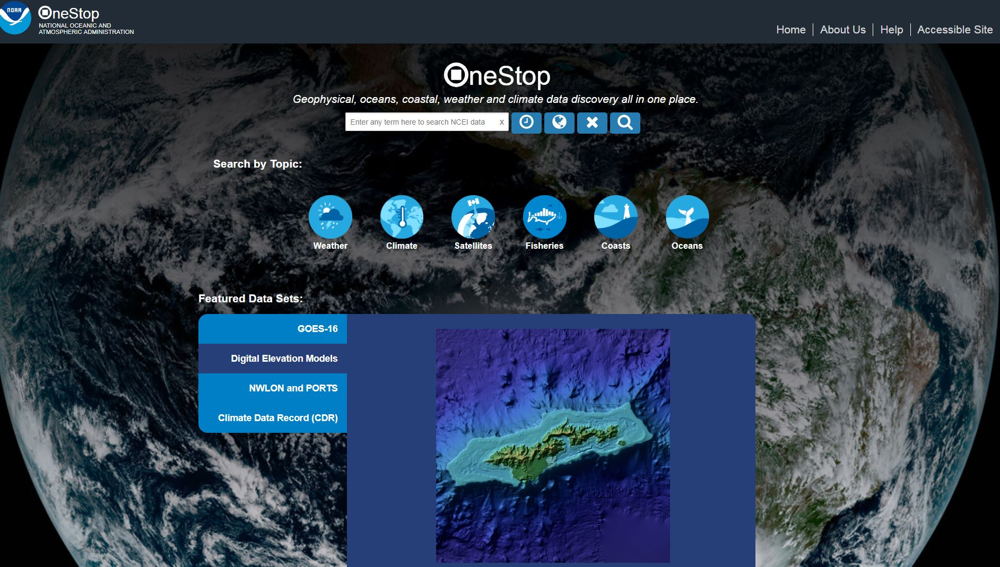 NOAA
OneStop
NATIONAL OCEANIC AND
ATMOSPHERIC ADMINISTRATION
Home
About Us
Help
Accessible Site
OneStop
Geophysical, oceans, coastal, weather and climate data discovery all in one place.
Enter any term here to search NCEI data
x
Search by Topic:
Weather
Climate
Satellites
Fisheries
Coasts
Oceans
Featured Data Sets:
GOES-16
Digital Elevation Models
NWLON and PORTS
Climate Data Record (CDR)